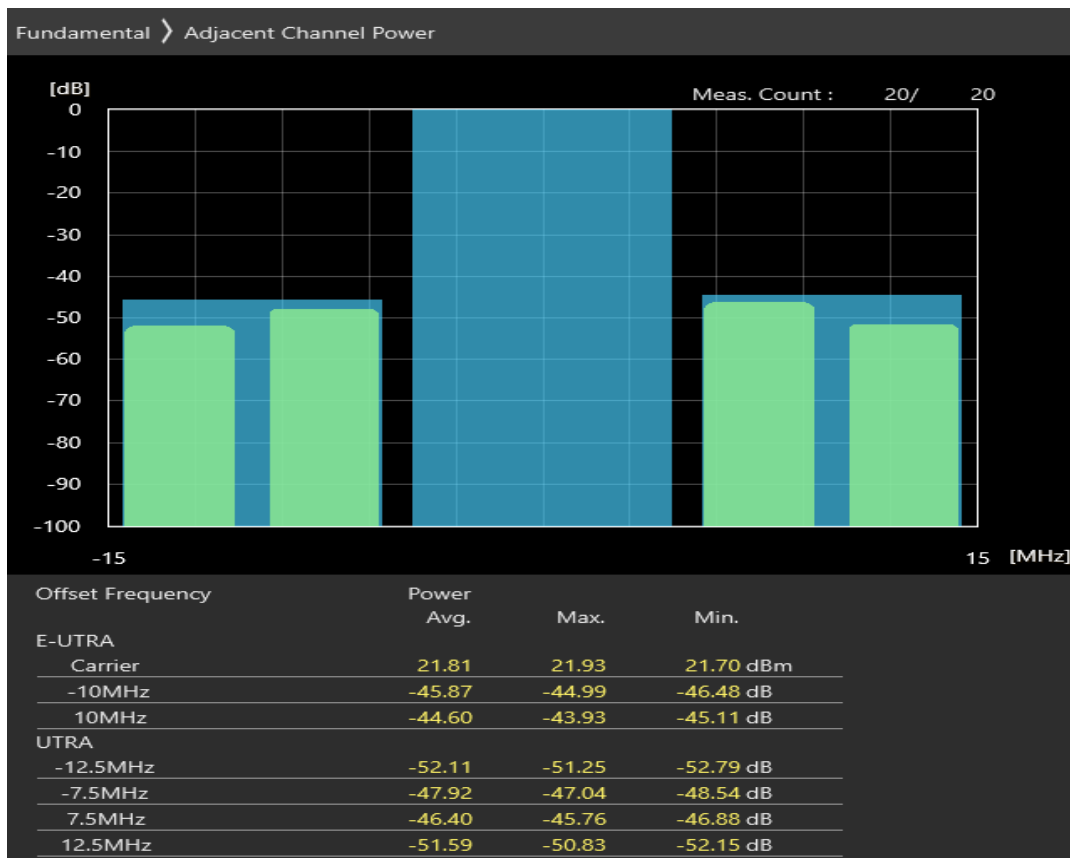 Fundamental 〉 Adjacent Channel Power
[dB]
Meas. Count : 20/ 20
0
-10
-20
-30
-40
-50
-60
-70
-80
-90
-100
-15 15 [MHz]
Offset Frequency Power
Avg. Max. Min.
E-UTRA
Carrier 21.81 21.93 21.70 dBm
-10MHz -45.87 -44.99 -46.48 dB
10MHz -44.60 -43.93 -45.11 dB
UTRA
-12.5MHz -52.11 -51.25 -52.79 dB
-7.5MHz -47.92 -47.04 -48.54 dB
7.5MHz -46.40 -45.76 -46.88 dB
12.5MHz -51.59 -50.83 -52.15 dB